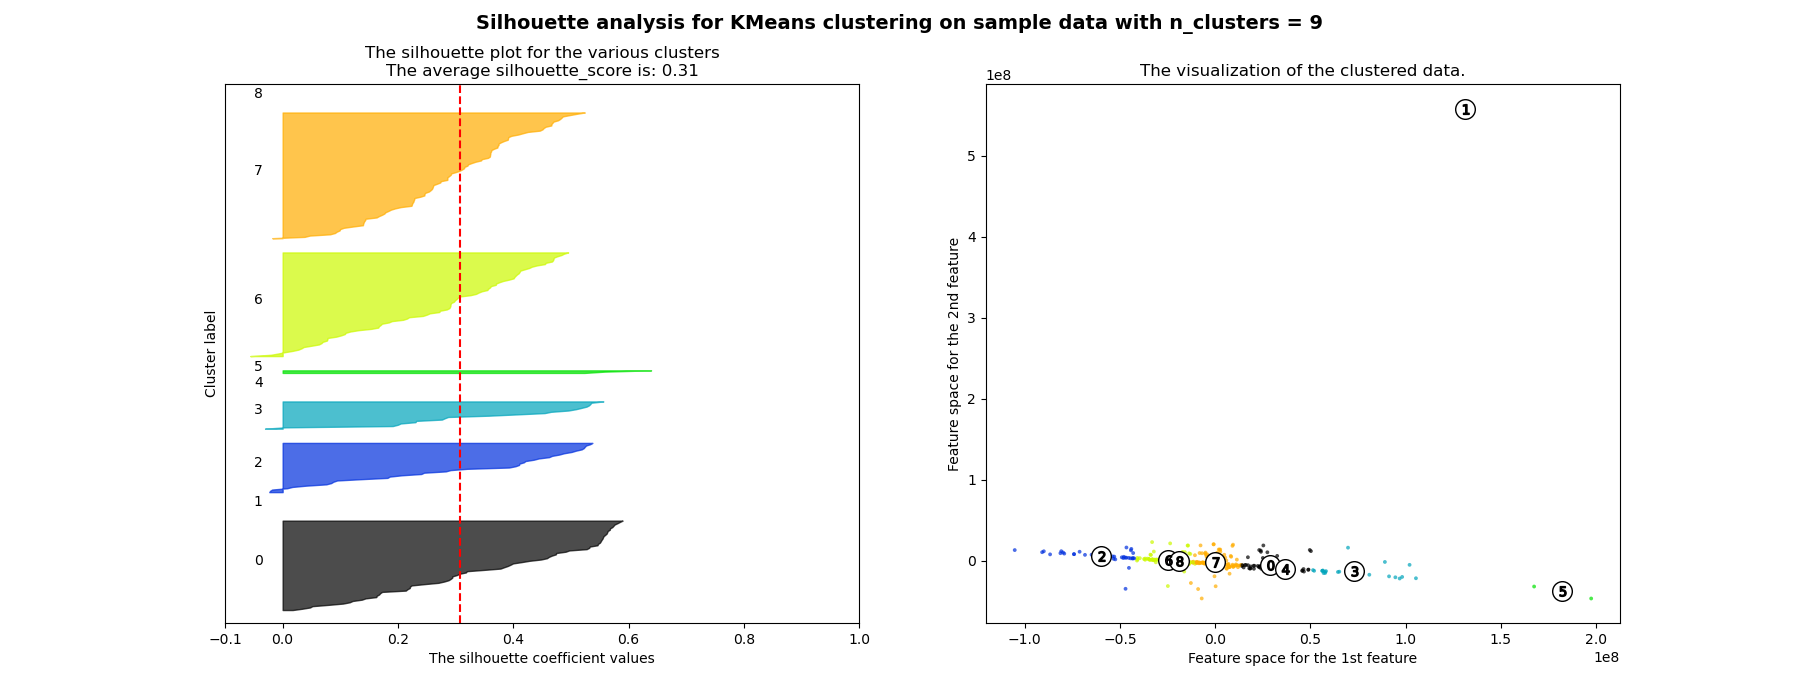 Silhouette analysis for KMeans clustering on sample data with n_clusters = 9
The silhouette plot for the various clusters
The average silhouette_score is: 0.31
8
7
6
5
4
3
2
1
0
Cluster label
−0.1 0.0 0.2 0.4 0.6 0.8 1.0
The silhouette coefficient values
The visualization of the clustered data.
1e8
5
4
3
2
1
0
Feature space for the 2nd feature
1
2 6 8 7 0 4 3 5
−1.0 −0.5 0.0 0.5 1.0 1.5 2.0
1e8
Feature space for the 1st feature